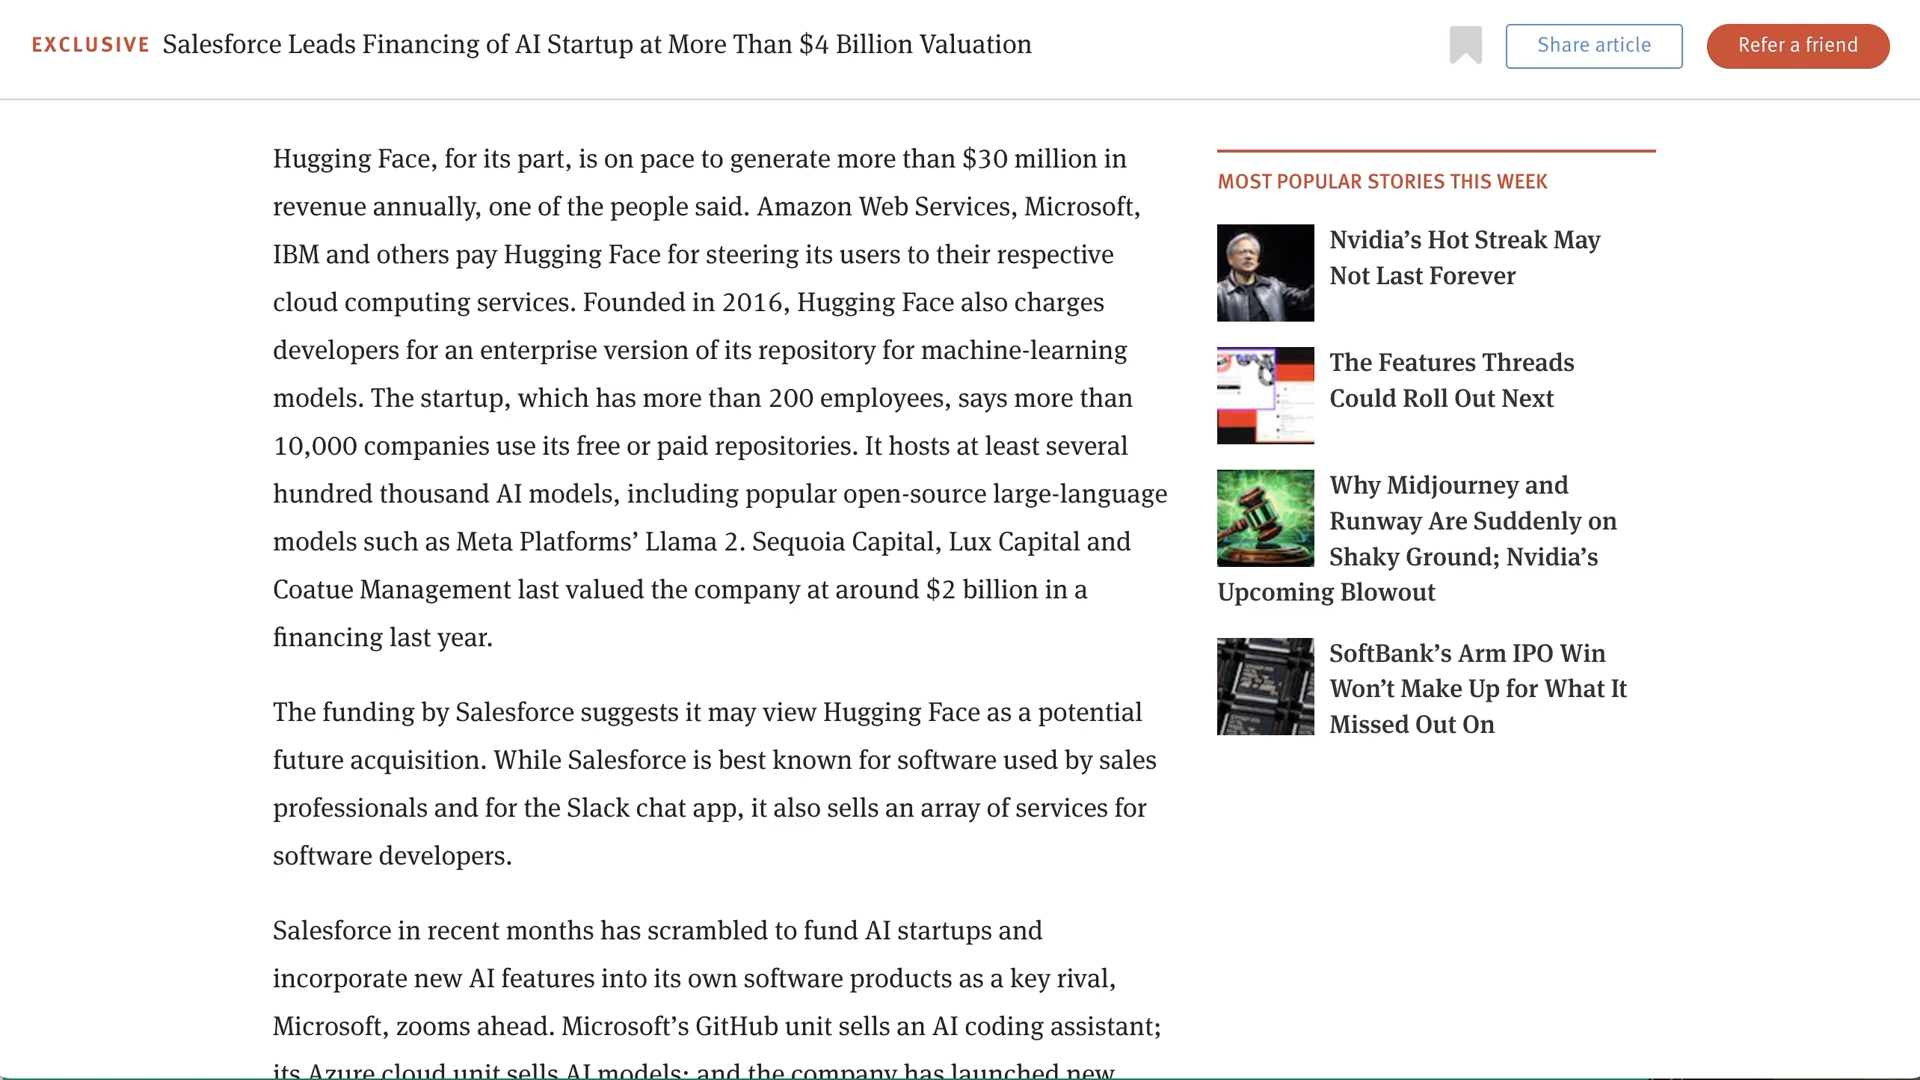 EXCLUSIVE Salesforce Leads Financing of AI Startup at More Than $4 Billion Valuation
Share article
Refer a friend
Hugging Face, for its part, is on pace to generate more than $30 million in
revenue annually, one of the people said. Amazon Web Services, Microsoft,
IBM and others pay Hugging Face for steering its users to their respective
cloud computing services. Founded in 2016, Hugging Face also charges
developers for an enterprise version of its repository for machine-learning
models. The startup, which has more than 200 employees, says more than
10,000 companies use its free or paid repositories. It hosts at least several
hundred thousand AI models, including popular open-source large-language
models such as Meta Platforms’ Llama 2. Sequoia Capital, Lux Capital and
Coatue Management last valued the company at around $2 billion in a
financing last year.
The funding by Salesforce suggests it may view Hugging Face as a potential
future acquisition. While Salesforce is best known for software used by sales
professionals and for the Slack chat app, it also sells an array of services for
software developers.
Salesforce in recent months has scrambled to fund AI startups and
incorporate new AI features into its own software products as a key rival,
Microsoft, zooms ahead. Microsoft’s GitHub unit sells an AI coding assistant;
its Azure cloud unit sells AI models; and the company has launched new
MOST POPULAR STORIES THIS WEEK
Nvidia’s Hot Streak May
Not Last Forever
The Features Threads
Could Roll Out Next
Why Midjourney and
Runway Are Suddenly on
Shaky Ground; Nvidia’s
Upcoming Blowout
SoftBank’s Arm IPO Win
Won’t Make Up for What It
Missed Out On